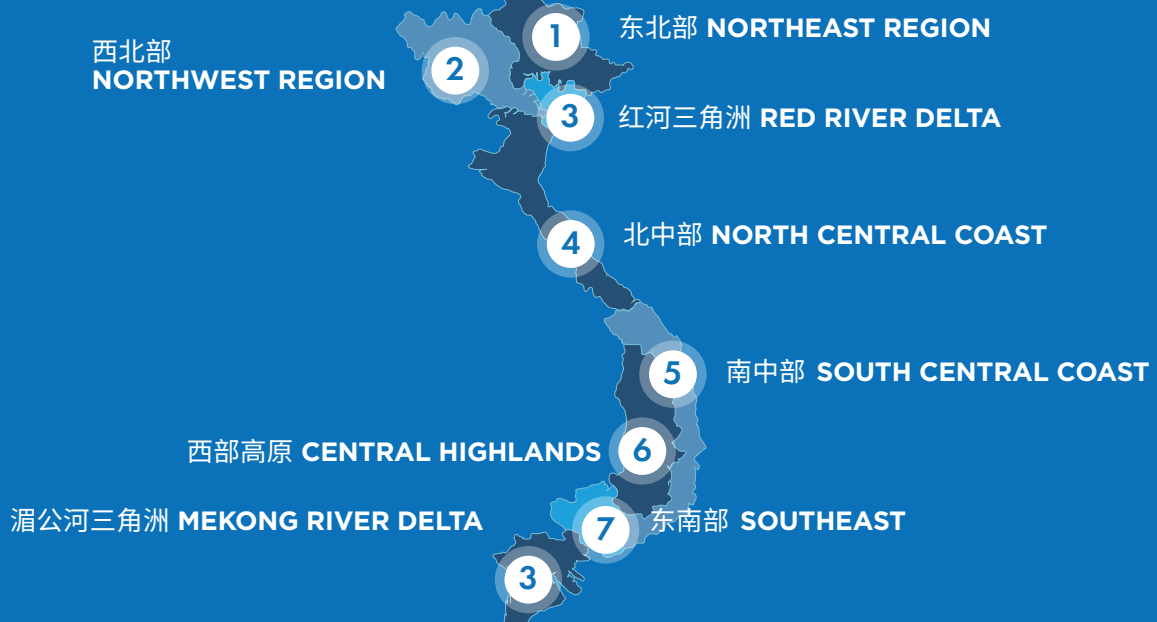 1
东北部 NORTHEAST REGION
西北部
NORTHWEST REGION
2
3
红河三角洲 RED RIVER DELTA
4
北中部 NORTH CENTRAL COAST
5
南中部 SOUTH CENTRAL COAST
西部高原 CENTRAL HIGHLANDS
6
湄公河三角洲 MEKONG RIVER DELTA
7
东南部 SOUTHEAST
3